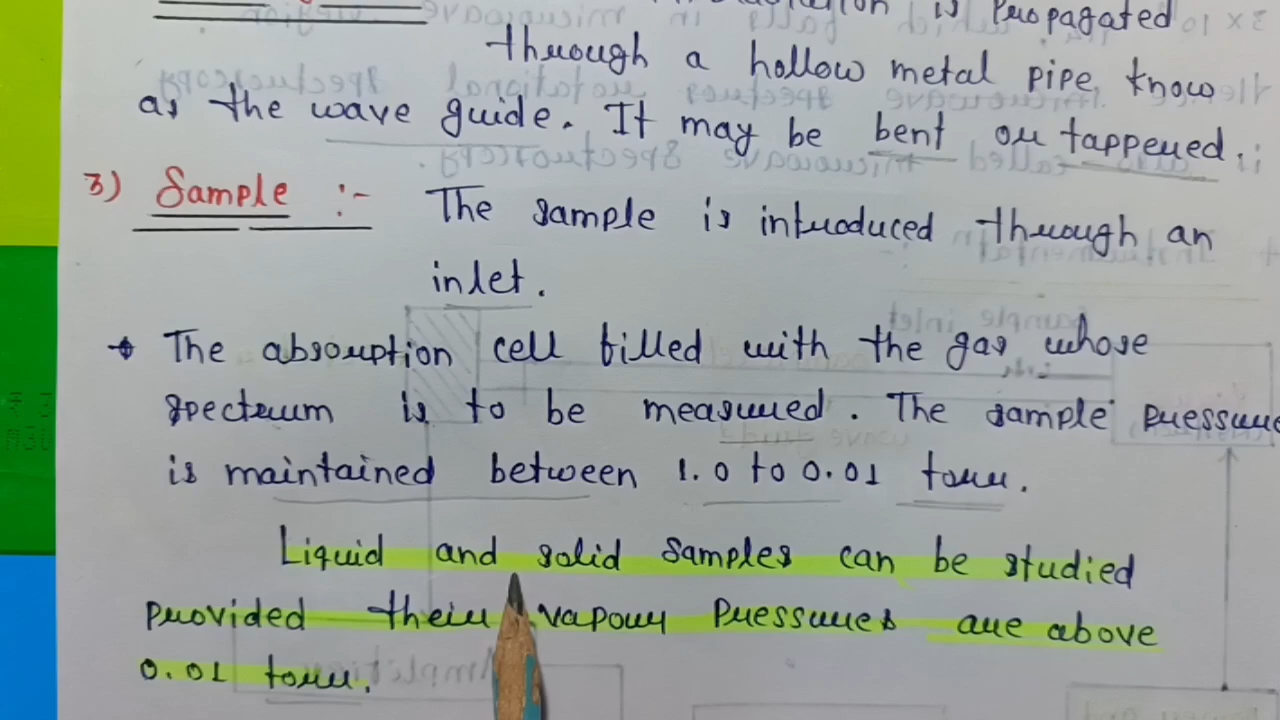 is Propagated
through a hollow metal pipe, know
as the wave guide. It may be bent or tappered.
3) Sample :- The sample is introduced through an
inlet.
The absorption cell filled with the gas whose
spectrum is to be measured. The sample pressure
is maintained between 1.0 to 0.01 torr.
Liquid and solid samples can be studied
provided their vapour Pressures are above
0.01 torr.